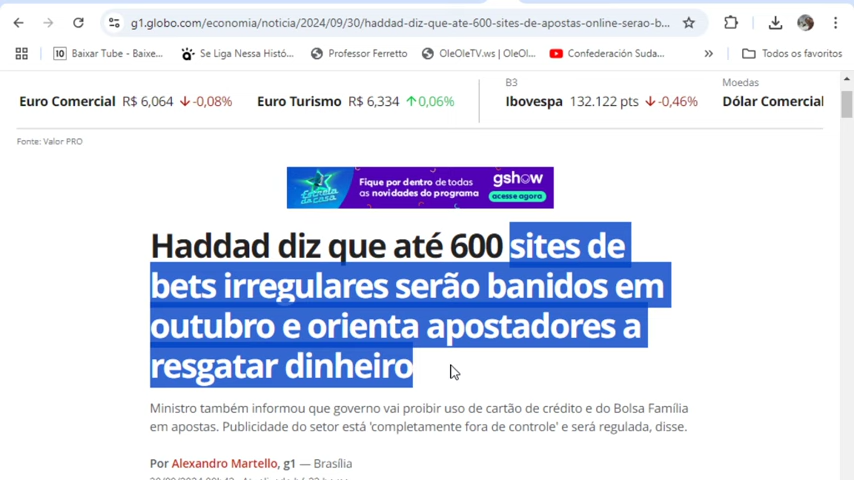 g1.globo.com/economia/noticia/2024/09/30/haddad-diz-que-ate-600-sites-de-apostas-online-serao-b...
Baixar Tube - Baixe...
Se Liga Nessa Histó...
Professor Ferretto
OleOleTV.ws | OleOl...
Confederación Suda...
»
Todos os favoritos
B3
Moedas
Euro Comercial R$ 6,064 -0,08% Euro Turismo R$ 6,334 0,06% Ibovespa 132.122 pts -0,46% Dólar Comercial
Fonte: Valor PRO
Estrela da Casa
Fique por dentro de todas
as novidades do programa
gshow
acesse agora
Haddad diz que até 600 sites de
bets irregulares serão banidos em
outubro e orienta apostadores a
resgatar dinheiro
Ministro também informou que governo vai proibir uso de cartão de crédito e do Bolsa Família
em apostas. Publicidade do setor está 'completamente fora de controle' e será regulada, disse.
Por Alexandro Martello, g1 — Brasília